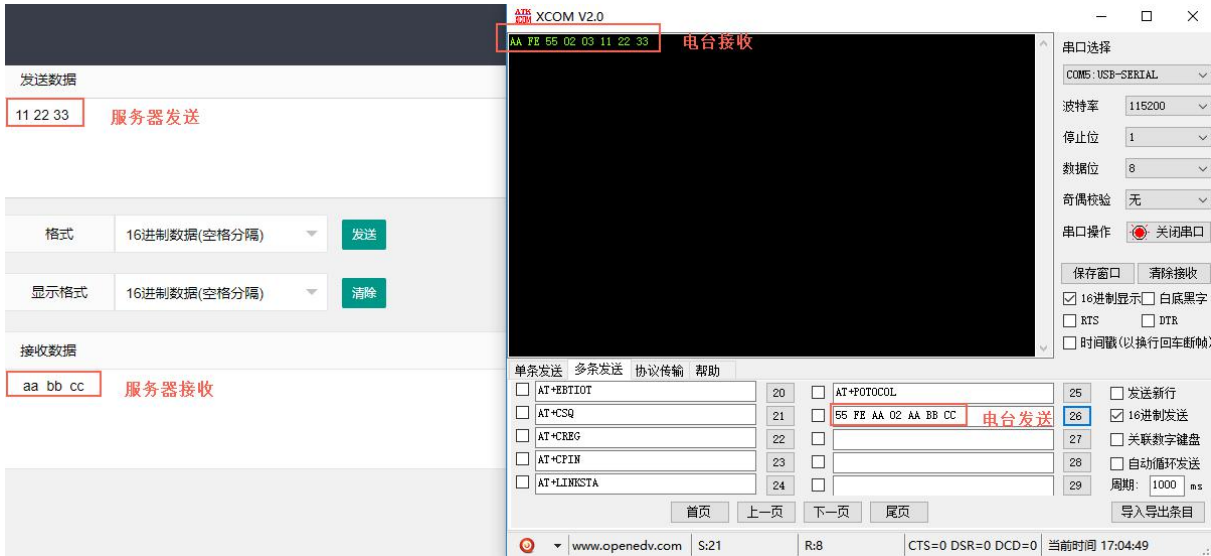 发送数据
11 22 33
服务器发送
格式
16进制数据(空格分隔)
发送
显示格式
16进制数据(空格分隔)
清除
接收数据
aa bb cc
服务器接收
ATK XCOM
XCOM V2.0
AA FE 55 02 03 11 22 33
电台接收
串口选择
COM5:USB-SERIAL
波特率
115200
停止位
1
数据位
8
奇偶校验
无
串口操作
关闭串口
保存窗口
清除接收
16进制显示
白底黑字
RTS
DTR
时间戳(以换行回车断帧)
单条发送
多条发送
协议传输
帮助
AT+EBTIOT
20
AT+POTOCOL
25
发送新行
AT+CSQ
21
55 FE AA 02 AA BB CC
电台发送
26
16进制发送
AT+CREG
22
27
关联数字键盘
AT+CPIN
23
28
自动循环发送
AT+LINKSTA
24
29
周期:
1000
ms
首页
上一页
下一页
尾页
导入导出条目
www.openedv.com
S:21
R:8
CTS=0 DSR=0 DCD=0
当前时间 17:04:49